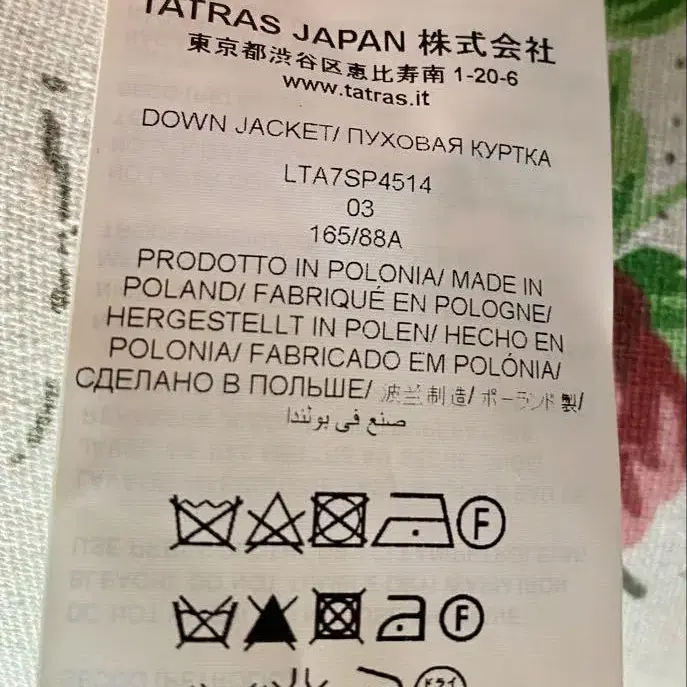 TATRAS JAPAN 株式会社
東京都渋谷区恵比寿南 1-20-6
www.tatras.it
DOWN JACKET/ ПУХОВАЯ КУРТКА
LTA7SP4514
03
165/88A
PRODOTTO IN POLONIA/ MADE IN
POLAND/ FABRIQUÉ EN POLOGNE/
HERGESTELLT IN POLEN/ HECHO EN
POLONIA/ FABRICADO EM POLÓNIA/
СДЕЛАНО В ПОЛЬШЕ/ 波兰制造/ ポーランド製/
صنع في بولندا
F
F
ドライ